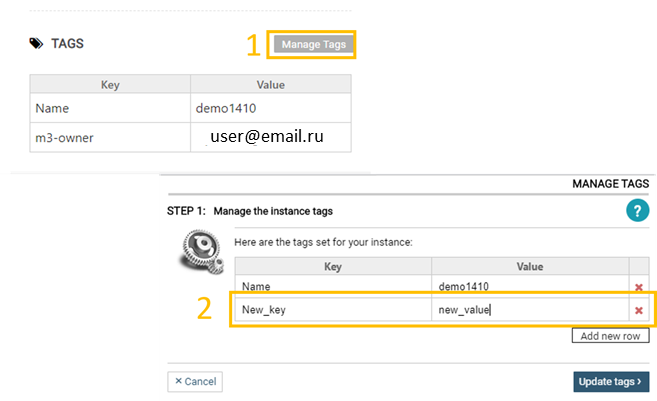 TAGS
1
Manage Tags
Key Value
Name demo1410
m3-owner user@email.ru
MANAGE TAGS
STEP 1: Manage the instance tags
?
Here are the tags set for your instance:
Key Value
Name demo1410 ×
2
New_key new_value ×
Add new row
× Cancel
Update tags ›